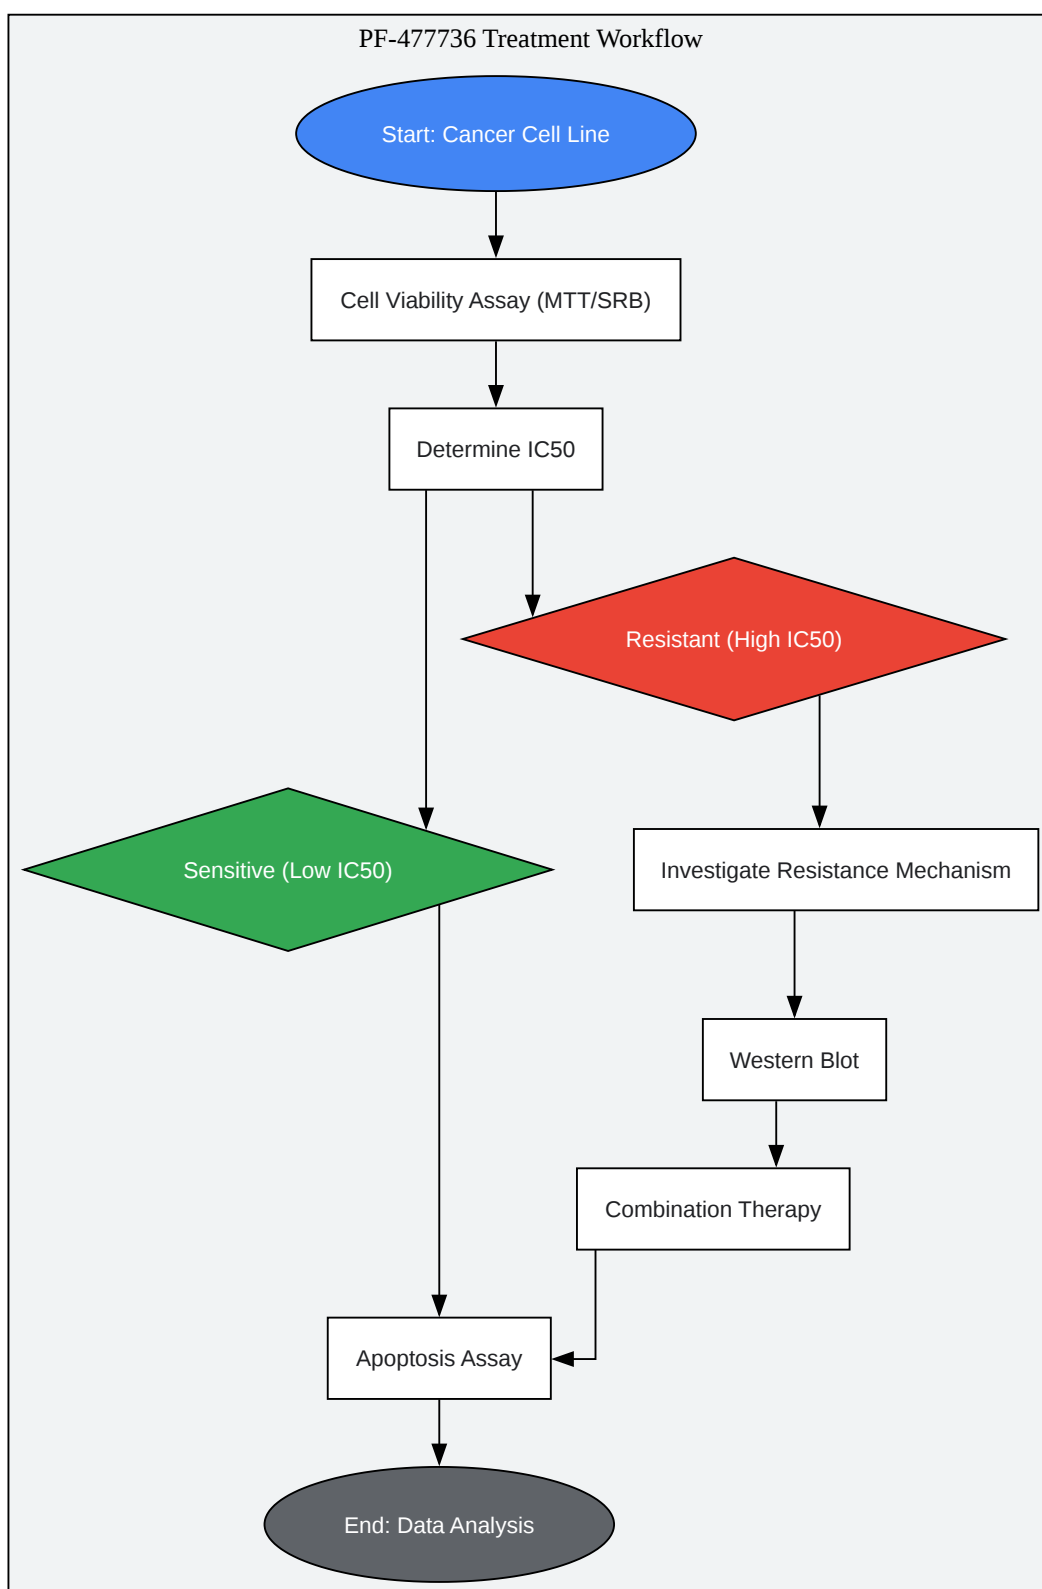 PF-477736 Treatment Workflow
Start: Cancer Cell Line
Cell Viability Assay (MTT/SRB)
Determine IC50
Resistant (High IC50)
Sensitive (Low IC50)
Investigate Resistance Mechanism
Western Blot
Combination Therapy
Apoptosis Assay
End: Data Analysis